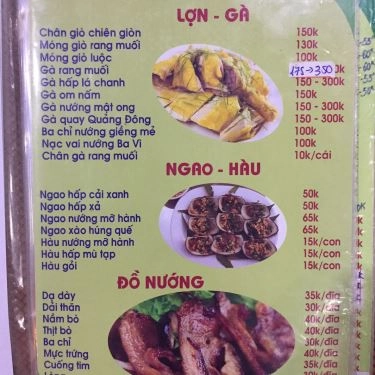 LỢN - GÀ
Chân giò chiên giòn 150k
Móng giò rang muối 130k
Móng giò luộc 100k
Gà rang muối 175→350k
Gà hấp lá chanh 150 - 300k
Gà om nấm 150k
Gà nướng mật ong 150 - 300k
Gà quay Quảng Đông 150 - 300k
Ba chỉ nướng giềng mẻ 100k
Nạc vai nướng Ba Vì 100k
Chân gà rang muối 10k/cái
NGAO - HÀU
Ngao hấp cải xanh 50k
Ngao hấp xả 50k
Ngao nướng mỡ hành 65k
Ngao xào húng quế 65k
Hàu nướng mỡ hành 15k/con
Hàu hấp mù tạp 15k/con
Hàu gỏi 15k/con
ĐỒ NƯỚNG
Dạ dày 35k/đĩa
Dải thăn 30k/đĩa
Nầm bò 40k/đĩa
Thịt bò 40k/đĩa
Ba chỉ 30k/đĩa
Mực trứng 40k/đĩa
Cuống tim 35k/đĩa